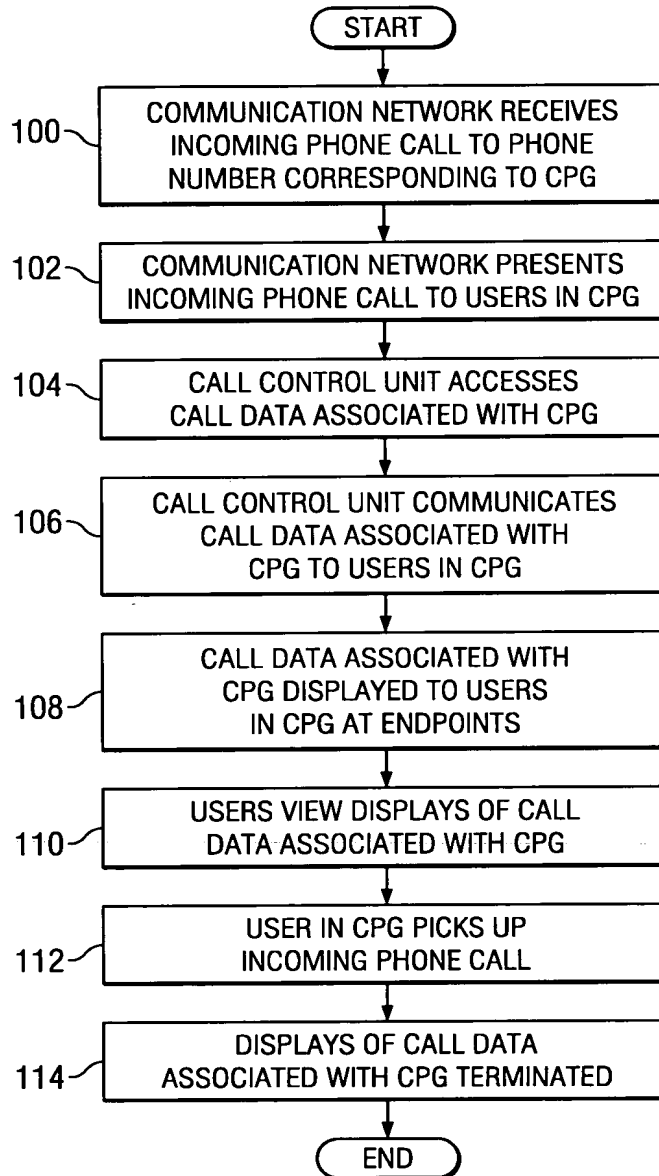 START
100
COMMUNICATION NETWORK RECEIVES
INCOMING PHONE CALL TO PHONE
NUMBER CORRESPONDING TO CPG
102
COMMUNICATION NETWORK PRESENTS
INCOMING PHONE CALL TO USERS IN CPG
104
CALL CONTROL UNIT ACCESSES
CALL DATA ASSOCIATED WITH CPG
106
CALL CONTROL UNIT COMMUNICATES
CALL DATA ASSOCIATED WITH
CPG TO USERS IN CPG
108
CALL DATA ASSOCIATED WITH
CPG DISPLAYED TO USERS
IN CPG AT ENDPOINTS
110
USERS VIEW DISPLAYS OF CALL
DATA ASSOCIATED WITH CPG
112
USER IN CPG PICKS UP
INCOMING PHONE CALL
114
DISPLAYS OF CALL DATA
ASSOCIATED WITH CPG TERMINATED
END